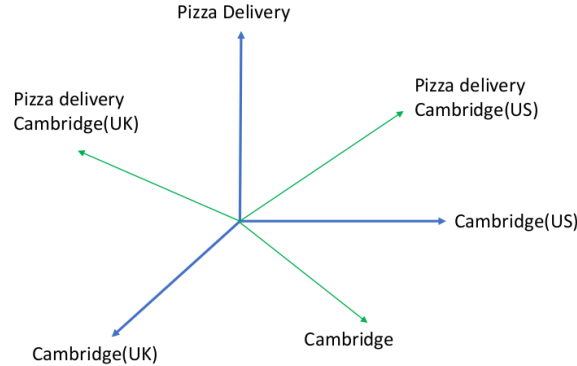 Pizza Delivery
Pizza delivery
Cambridge(US)
Pizza delivery
Cambridge(UK)
Cambridge(US)
Cambridge
Cambridge(UK)